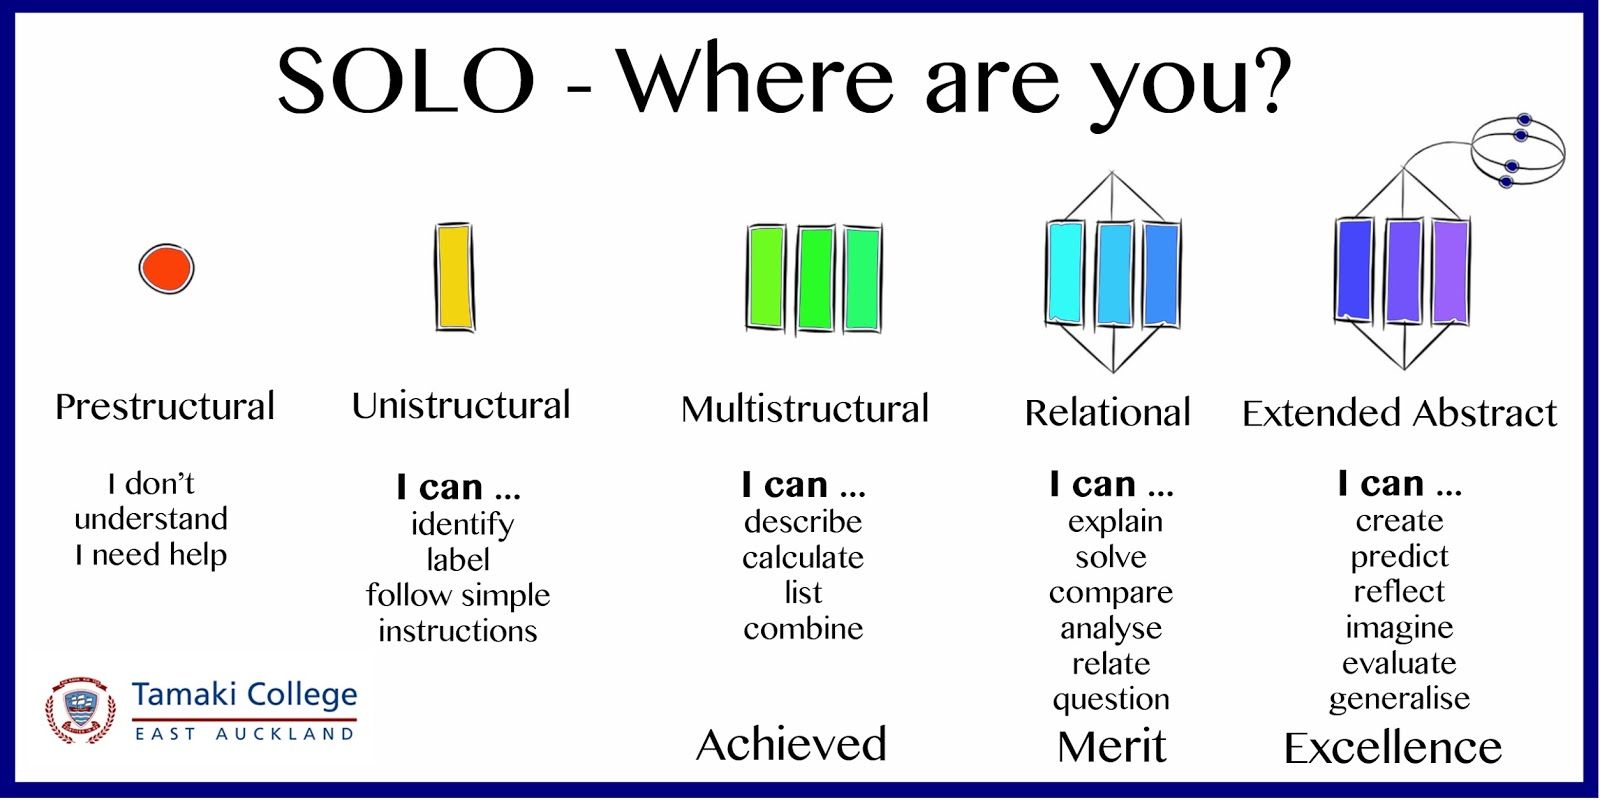 SOLO - Where are you?
Prestructural
I don't
understand
I need help
Unistructural
I can ...
identify
label
follow simple
instructions
Multistructural
I can ...
describe
calculate
list
combine
Achieved
Relational
I can ...
explain
solve
compare
analyse
relate
question
Merit
Extended Abstract
I can ...
create
predict
reflect
imagine
evaluate
generalise
Excellence
Tamaki College
EAST AUCKLAND